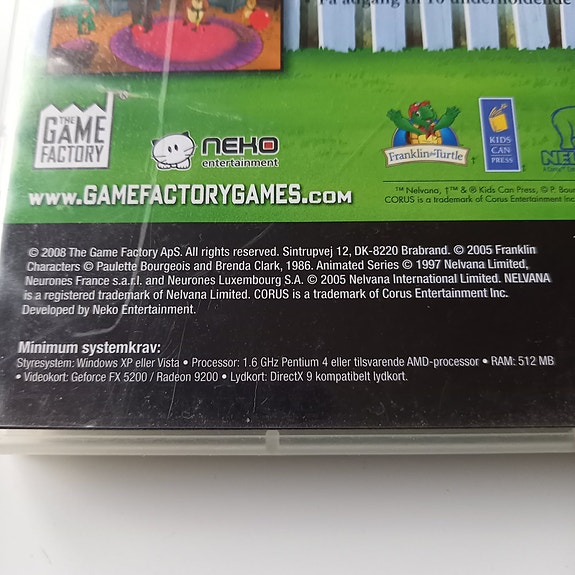 • Få adgang til 10 underholdende
THE
GAME
FACTORY
®
NEKO
entertainment
Franklin the Turtle
™
KIDS
CAN
PRESS
NEL
WWW.GAMEFACTORYGAMES.COM
™ Nelvana, †™ & ® Kids Can Press, © P. Bour
CORUS is a trademark of Corus Entertainment Inc
© 2008 The Game Factory ApS. All rights reserved. Sintrupvej 12, DK-8220 Brabrand. © 2005 Franklin
Characters © Paulette Bourgeois and Brenda Clark, 1986. Animated Series © 1997 Nelvana Limited,
Neurones France s.a.r.l. and Neurones Luxembourg S.A. © 2005 Nelvana International Limited. NELVANA
is a registered trademark of Nelvana Limited. CORUS is a trademark of Corus Entertainment Inc.
Developed by Neko Entertainment.
Minimum systemkrav:
Styresystem: Windows XP eller Vista • Processor: 1.6 GHz Pentium 4 eller tilsvarende AMD-processor • RAM: 512 MB
• Videokort: Geforce FX 5200 / Radeon 9200 • Lydkort: DirectX 9 kompatibelt lydkort.